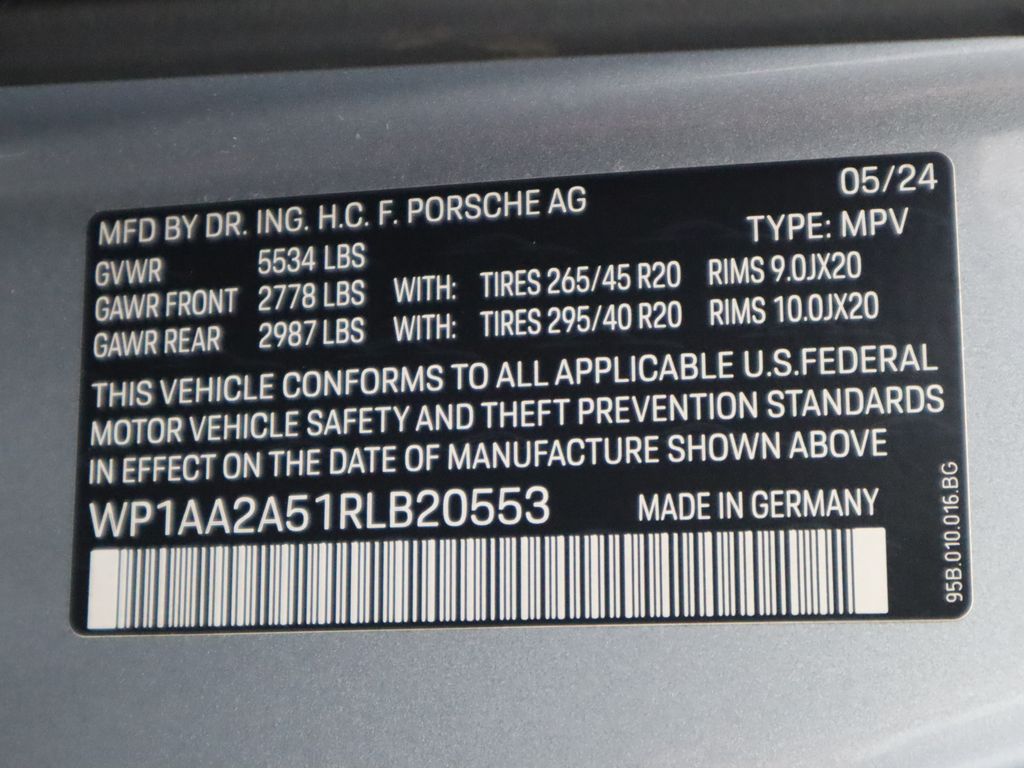 MFD BY DR. ING. H.C. F. PORSCHE AG 05/24
TYPE: MPV
GVWR 5534 LBS
GAWR FRONT 2778 LBS WITH: TIRES 265/45 R20 RIMS 9.0JX20
GAWR REAR 2987 LBS WITH: TIRES 295/40 R20 RIMS 10.0JX20
THIS VEHICLE CONFORMS TO ALL APPLICABLE U.S.FEDERAL
MOTOR VEHICLE SAFETY AND THEFT PREVENTION STANDARDS
IN EFFECT ON THE DATE OF MANUFACTURE SHOWN ABOVE
WP1AA2A51RLB20553 MADE IN GERMANY
95B.010.016.BG